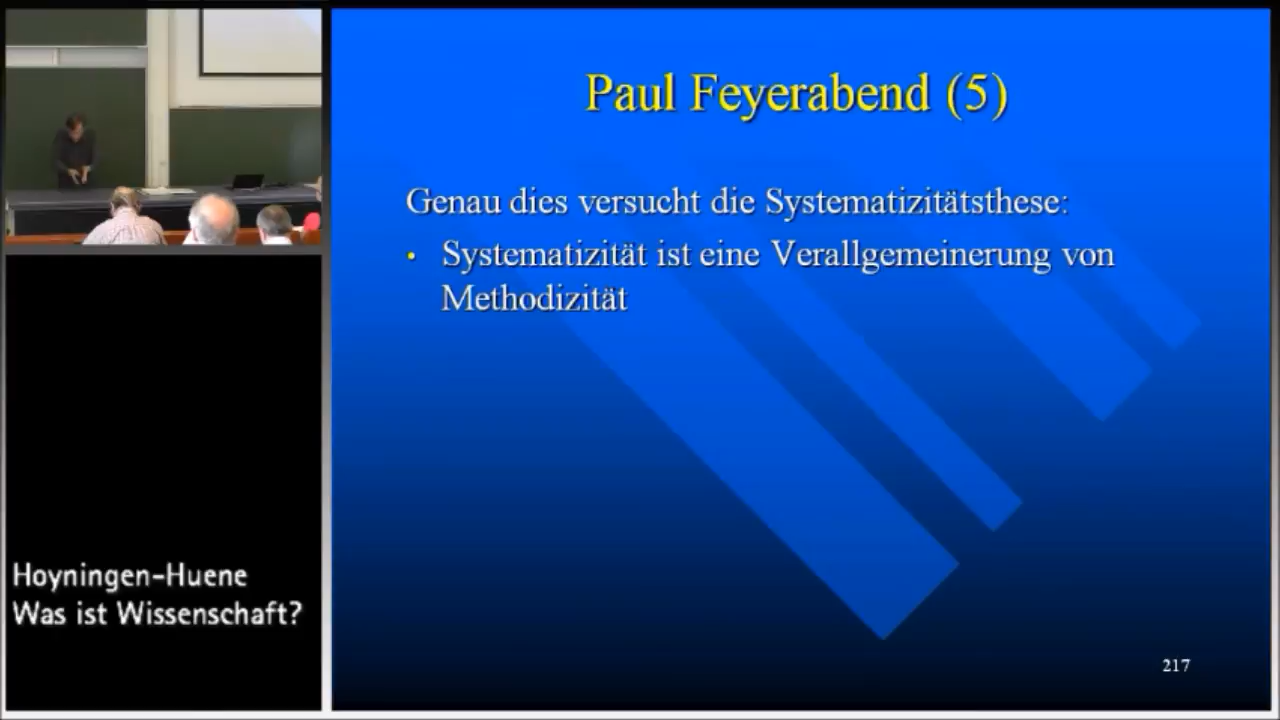 Paul Feyerabend (5)
Genau dies versucht die Systematizitätsthese:
• Systematizität ist eine Verallgemeinerung von
Methodizität
Hoyningen-Huene
Was ist Wissenschaft?
217